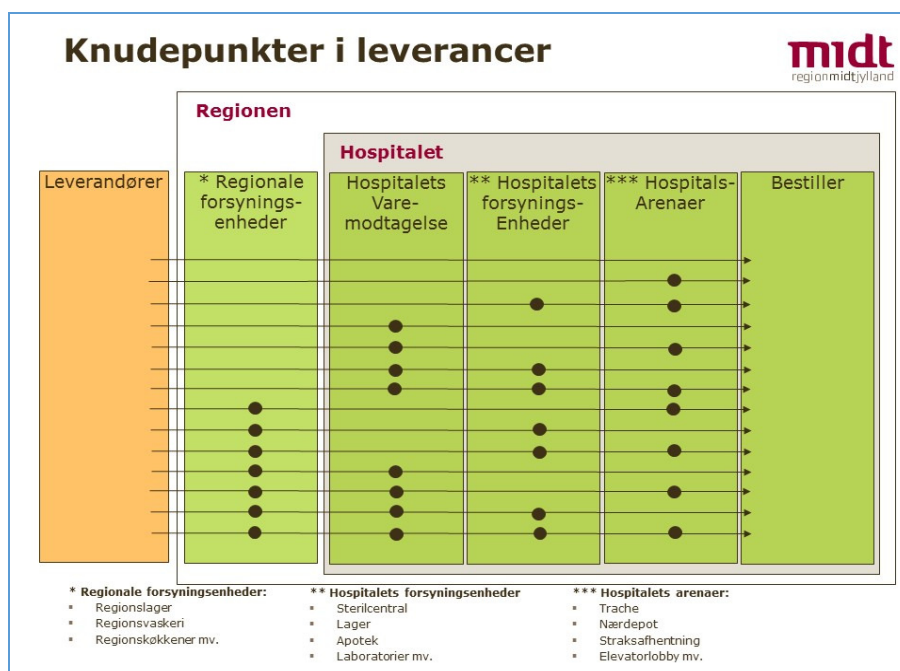 Knudepunkter i leverancer
midt
regionmidtjylland
Regionen
Hospitalet
Leverandører
* Regionale
forsynings-
enheder
Hospitalets
Vare-
modtagelse
** Hospitalets
forsynings-
Enheder
*** Hospitals-
Arenaer
Bestiller
* Regionale forsyningsenheder:
Regionslager
Regionsvaskeri
Regionskøkkener mv.
** Hospitalets forsyningsenheder
Sterilcentral
Lager
Apotek
Laboratorier mv.
*** Hospitalets arenaer:
Trache
Nærdepot
Straksafhentning
Elevatorlobby mv.